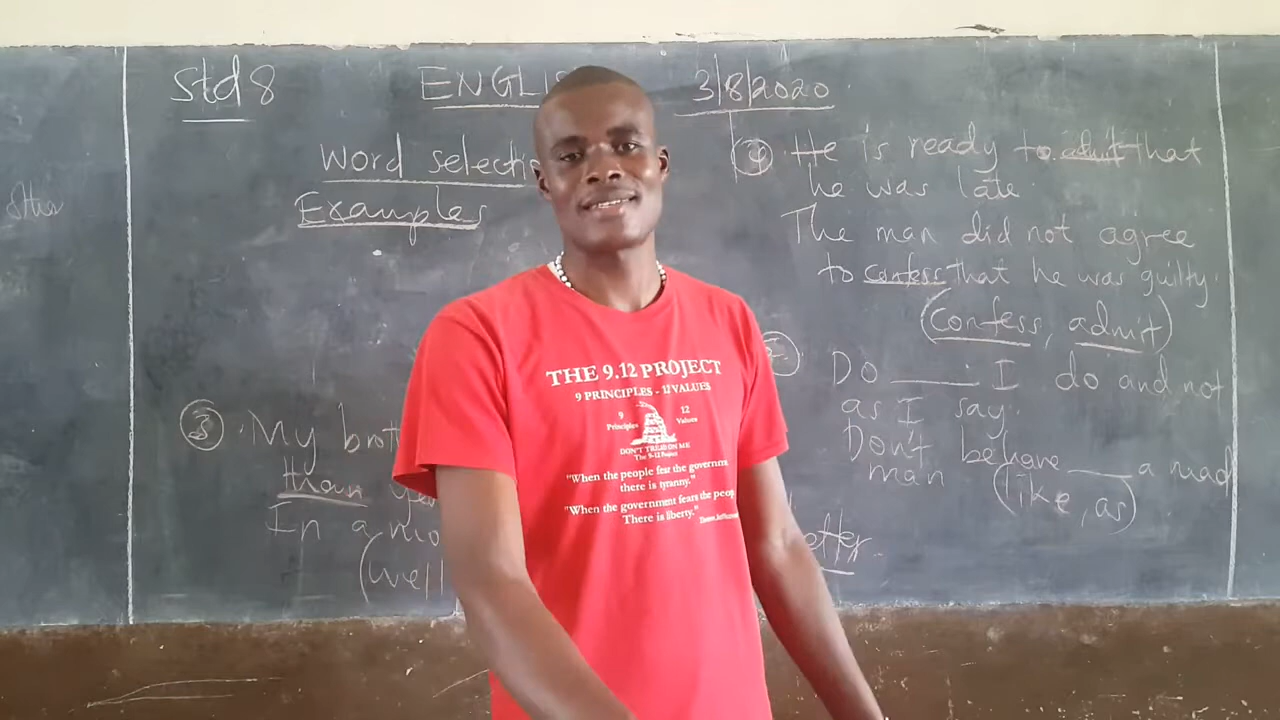 Std 8
ENGLIS
3/8/2020
Word selecti
Examples
3 My
than
In a
(well
He is ready to admit that
he was late
The man did not agree
to confess that he was guilty.
(Confess, admit)
Do ____ I do and not
as I say.
Don't behave ____ a mad
man (like, as)
etter.
THE 9.12 PROJECT
9 PRINCIPLES - 12 VALUES
9 Principles
12 Values
DON'T TREAD ON ME
The 9-12 Project
"When the people fear the governm
there is tyranny."
"When the government fears the peop
There is liberty."